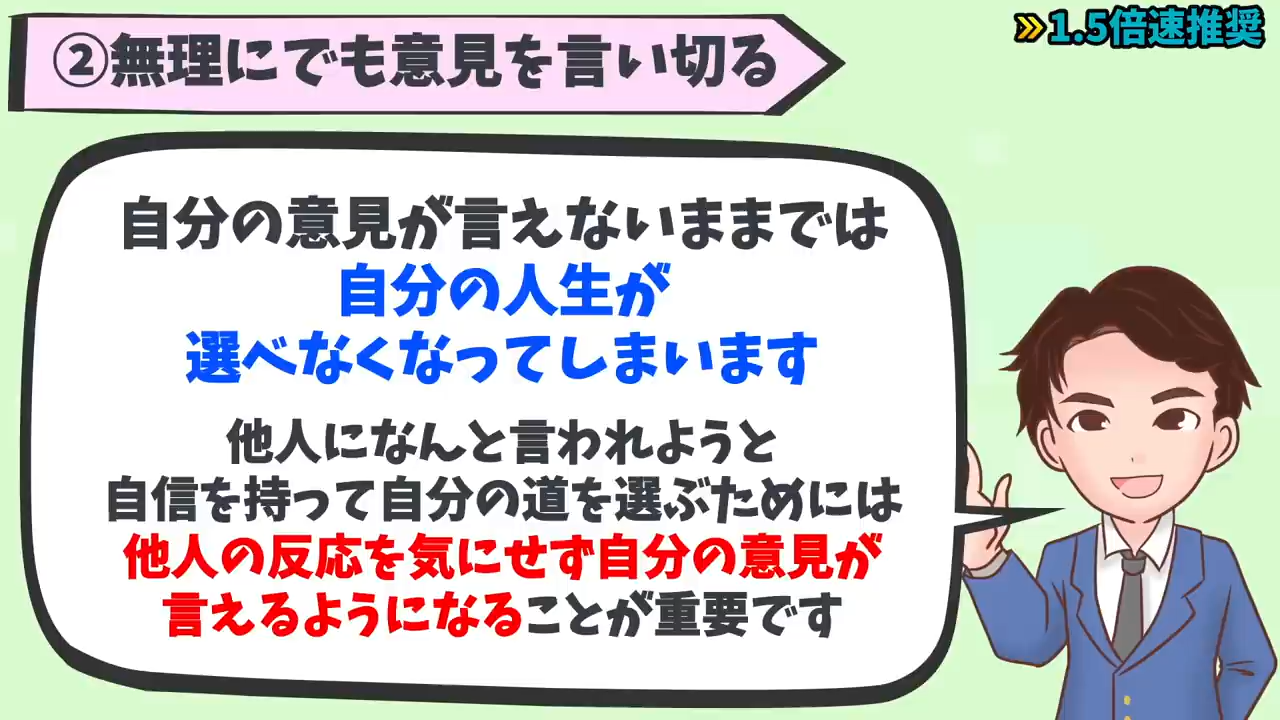 ②無理にでも意見を言い切る
»1.5倍速推奨
自分の意見が言えないままでは
自分の人生が
選べなくなってしまいます
他人になんと言われようと
自信を持って自分の道を選ぶためには
他人の反応を気にせず自分の意見が
言えるようになることが重要です